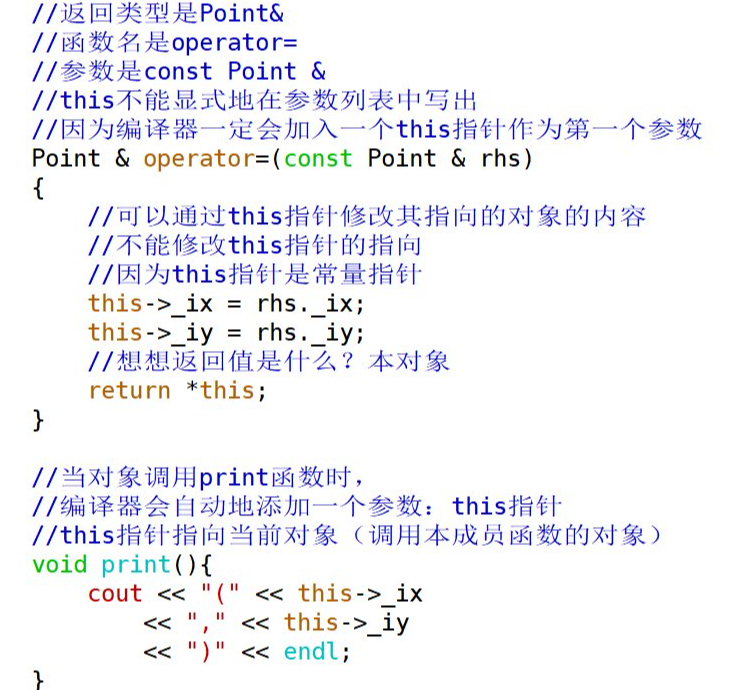 //返回类型是Point&
//函数名是operator=
//参数是const Point &
//this不能显式地在参数列表中写出
//因为编译器一定会加入一个this指针作为第一个参数
Point & operator=(const Point & rhs)
{
    //可以通过this指针修改其指向的对象的内容
    //不能修改this指针的指向
    //因为this指针是常量指针
    this->_ix = rhs._ix;
    this->_iy = rhs._iy;
    //想想返回值是什么？本对象
    return *this;
}

//当对象调用print函数时，
//编译器会自动地添加一个参数：this指针
//this指针指向当前对象（调用本成员函数的对象）
void print(){
    cout << "(" << this->_ix
        << "," << this->_iy
        << ")" << endl;
}